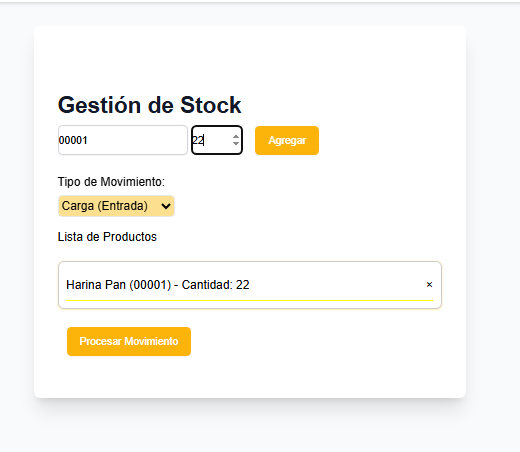 Gestión de Stock
00001 22 Agregar
Tipo de Movimiento:
Carga (Entrada)
Lista de Productos
Harina Pan (00001) - Cantidad: 22 ×
Procesar Movimiento